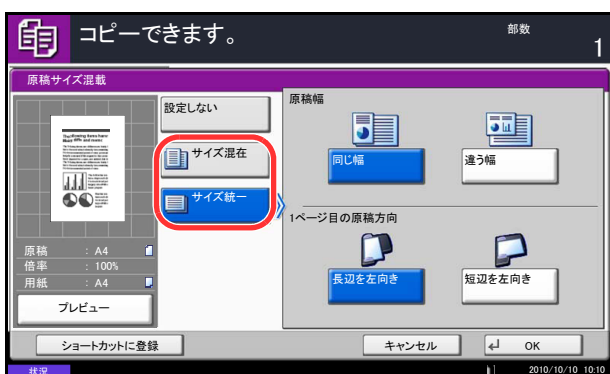 コピーできます。
部数
1
原稿サイズ混載
設定しない
サイズ混在
サイズ統一
原稿幅
同じ幅
違う幅
1ページ目の原稿方向
長辺を左向き
短辺を左向き
原稿 : A4
倍率 : 100%
用紙 : A4
プレビュー
ショートカットに登録
キャンセル
OK
状況
2010/10/10 10:10